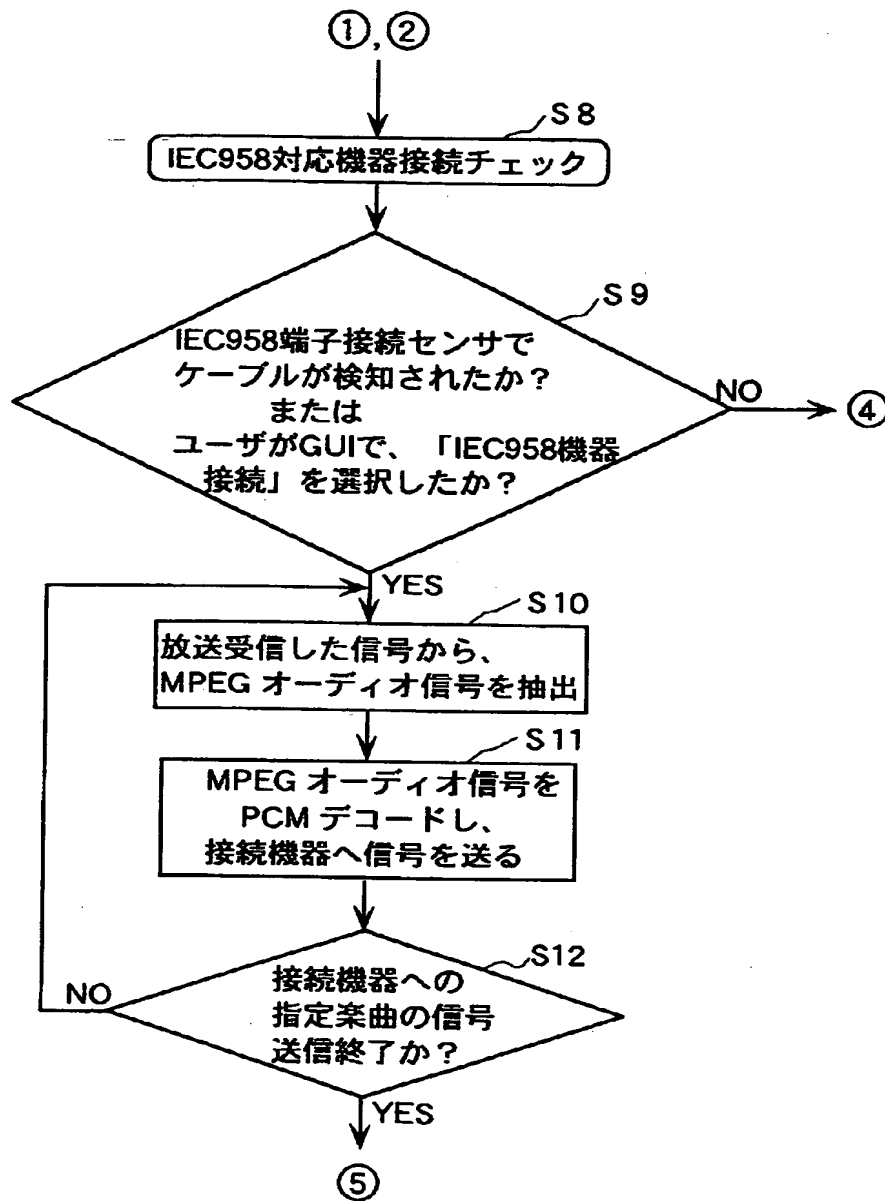 ①,②
S8
IEC958対応機器接続チェック
S9
IEC958端子接続センサで
ケーブルが検知されたか?
または
ユーザがGUIで、「IEC958機器
接続」を選択したか?
NO
④
YES
S10
放送受信した信号から、
MPEG オーディオ信号を抽出
S11
MPEG オーディオ信号を
PCM デコードし、
接続機器へ信号を送る
S12
接続機器への
指定楽曲の信号
送信終了か?
NO
YES
⑤